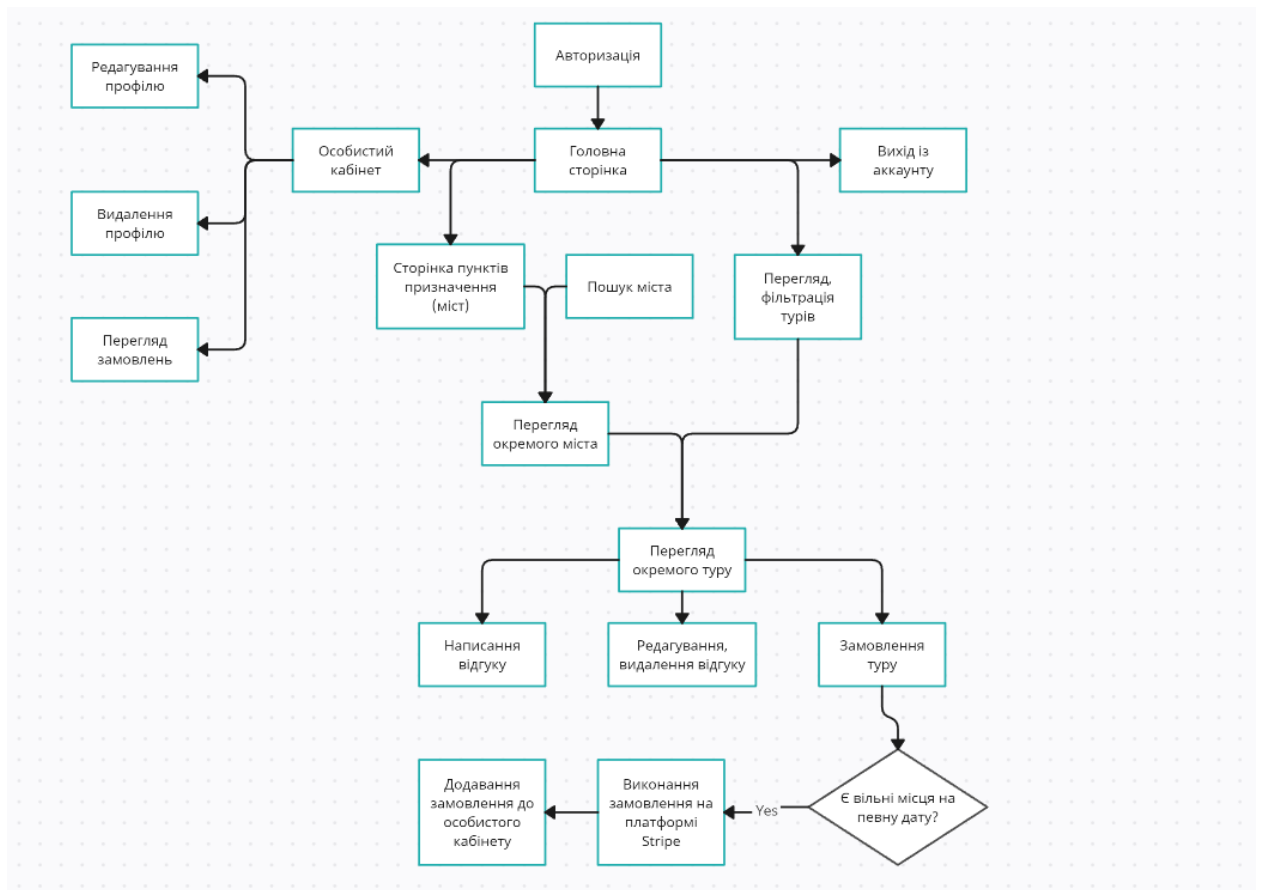 Авторизація
Редагування
профілю
Особистий
кабінет
Головна
сторінка
Вихід із
аккаунту
Видалення
профілю
Сторінка пунктів
призначення
(міст)
Пошук міста
Перегляд,
фільтрація
турів
Перегляд
замовлень
Перегляд
окремого міста
Перегляд
окремого туру
Написання
відгуку
Редагування,
видалення відгуку
Замовлення
туру
Додавання
замовлення до
особистого
кабінету
Виконання
замовлення на
платформі
Stripe
Yes
Є вільні місця на
певну дату?